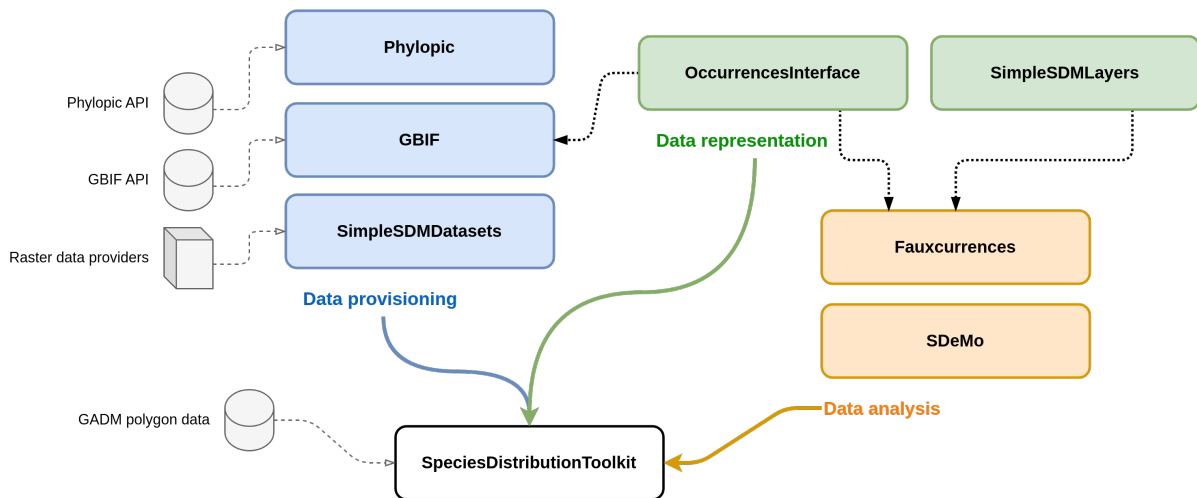 Phylopic
OccurrencesInterface
SimpleSDMLayers
Phylopic API
GBIF
Data representation
GBIF API
SimpleSDMDatasets
Fauxcurrences
Raster data providers
Data provisioning
SDeMo
Data analysis
GADM polygon data
SpeciesDistributionToolkit